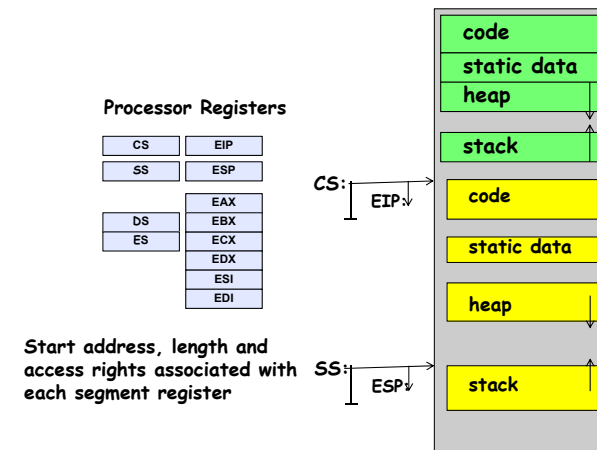 code
static data
heap
stack
Processor Registers
CS EIP
SS ESP
EAX
DS EBX
ES ECX
EDX
ESI
EDI
CS:
EIP:
code
static data
heap
Start address, length and
access rights associated with
each segment register
SS:
ESP:
stack